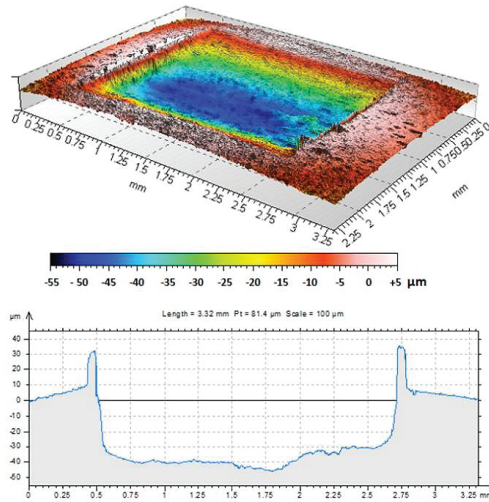 0 0.25 0.5 0.75 1 1.25 1.5 1.75 2 2.25 2.5 2.75 3 3.25
mm
2.25 2 1.75 1.5 1.25 1 0.75 0.50 0.25 0
mm
-55 -50 -45 -40 -35 -30 -25 -20 -15 -10 -5 0 +5 μm
μm
Length = 3.32 mm Pt = 81.4 μm Scale = 100 μm
40
30
20
10
0
-10
-20
-30
-40
-50
0 0.25 0.5 0.75 1 1.25 1.5 1.75 2 2.25 2.5 2.75 3 3.25 mm